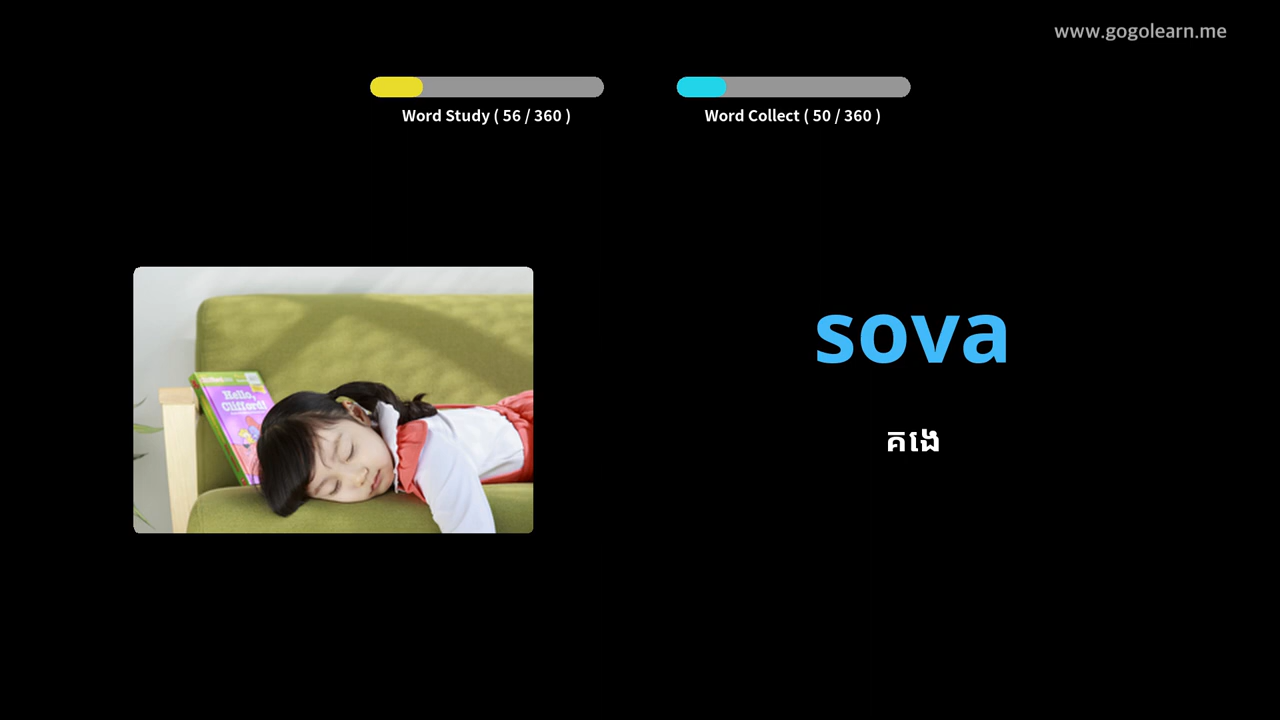 www.gogolearn.me
Word Study ( 56 / 360 )
Word Collect ( 50 / 360 )
Hello,
Clifford!
sova
គេង